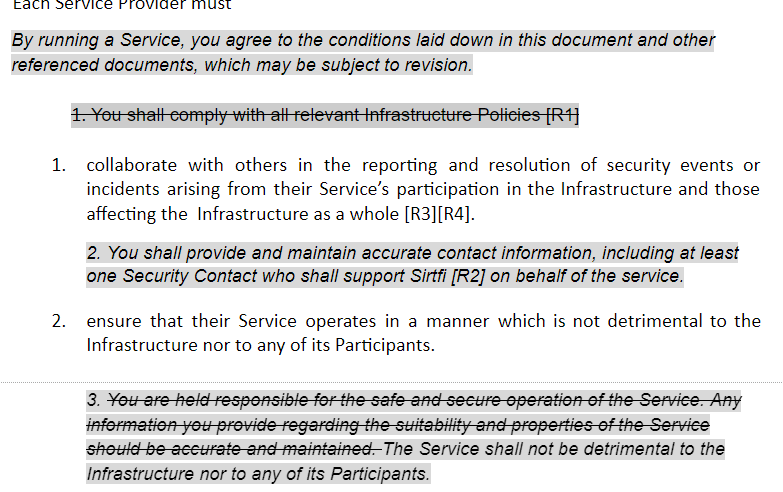 Each Service Provider must
By running a Service, you agree to the conditions laid down in this document and other
referenced documents, which may be subject to revision.
1. You shall comply with all relevant Infrastructure Policies [R1]
1. collaborate with others in the reporting and resolution of security events or
incidents arising from their Service's participation in the Infrastructure and those
affecting the Infrastructure as a whole [R3][R4].
2. You shall provide and maintain accurate contact information, including at least
one Security Contact who shall support Sirtfi [R2] on behalf of the service.
2. ensure that their Service operates in a manner which is not detrimental to the
Infrastructure nor to any of its Participants.
3. You are held responsible for the safe and secure operation of the Service. Any
information you provide regarding the suitability and properties of the Service
should be accurate and maintained. The Service shall not be detrimental to the
Infrastructure nor to any of its Participants.